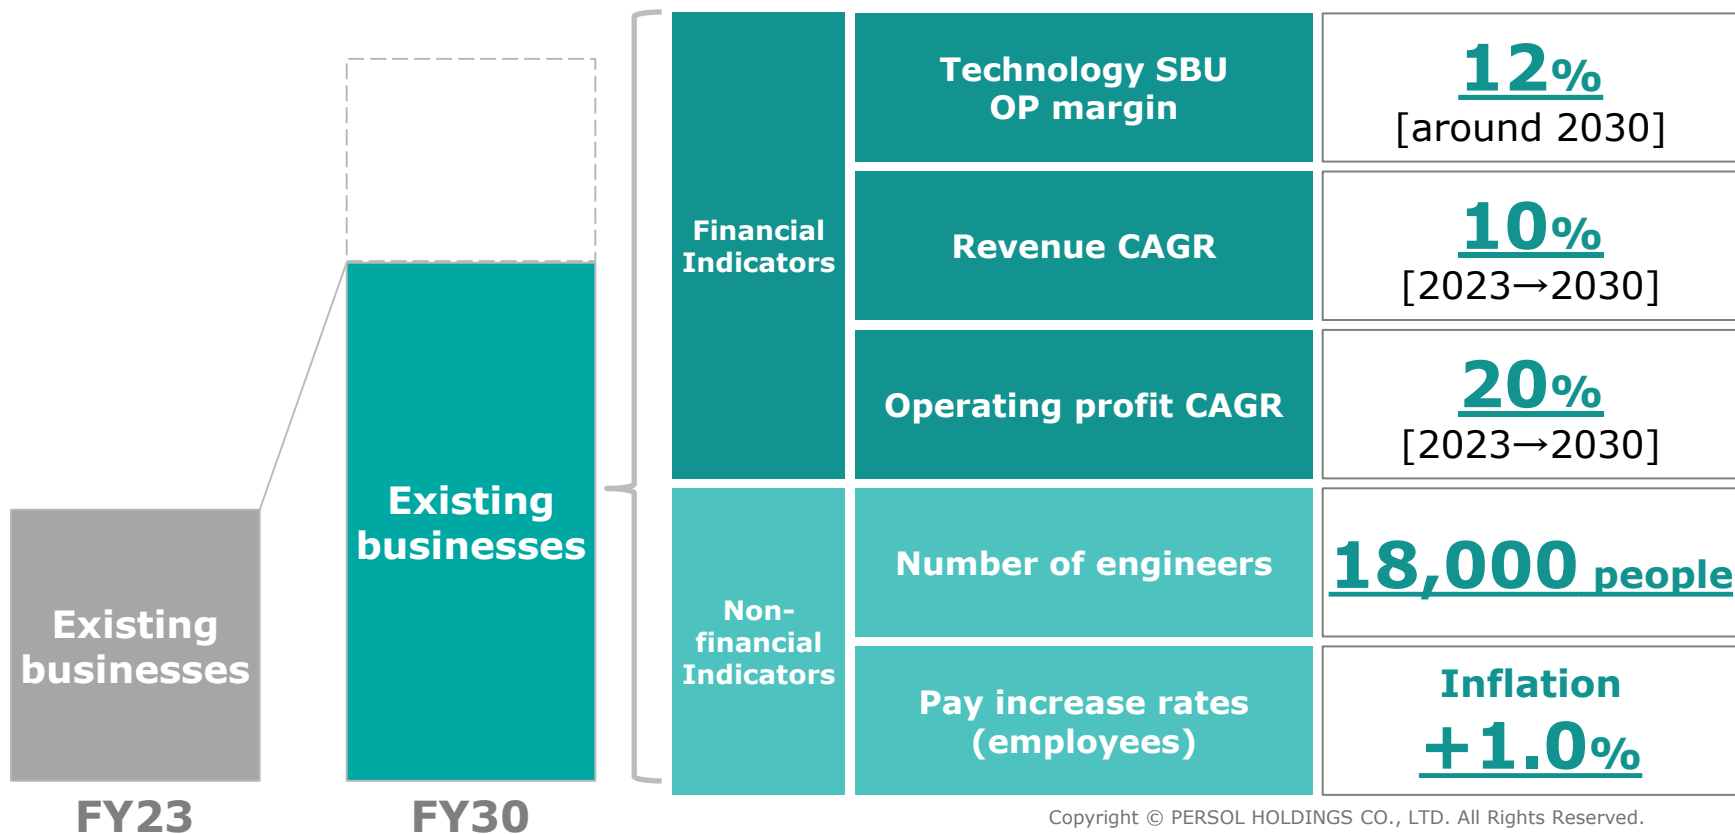 Existing
businesses
FY23
Existing
businesses
FY30
Financial
Indicators
Technology SBU
OP margin
12%
[around 2030]
Revenue CAGR
10%
[2023→2030]
Operating profit CAGR
20%
[2023→2030]
Non-
financial
Indicators
Number of engineers
18,000 people
Pay increase rates
(employees)
Inflation
+1.0%
Copyright © PERSOL HOLDINGS CO., LTD. All Rights Reserved.